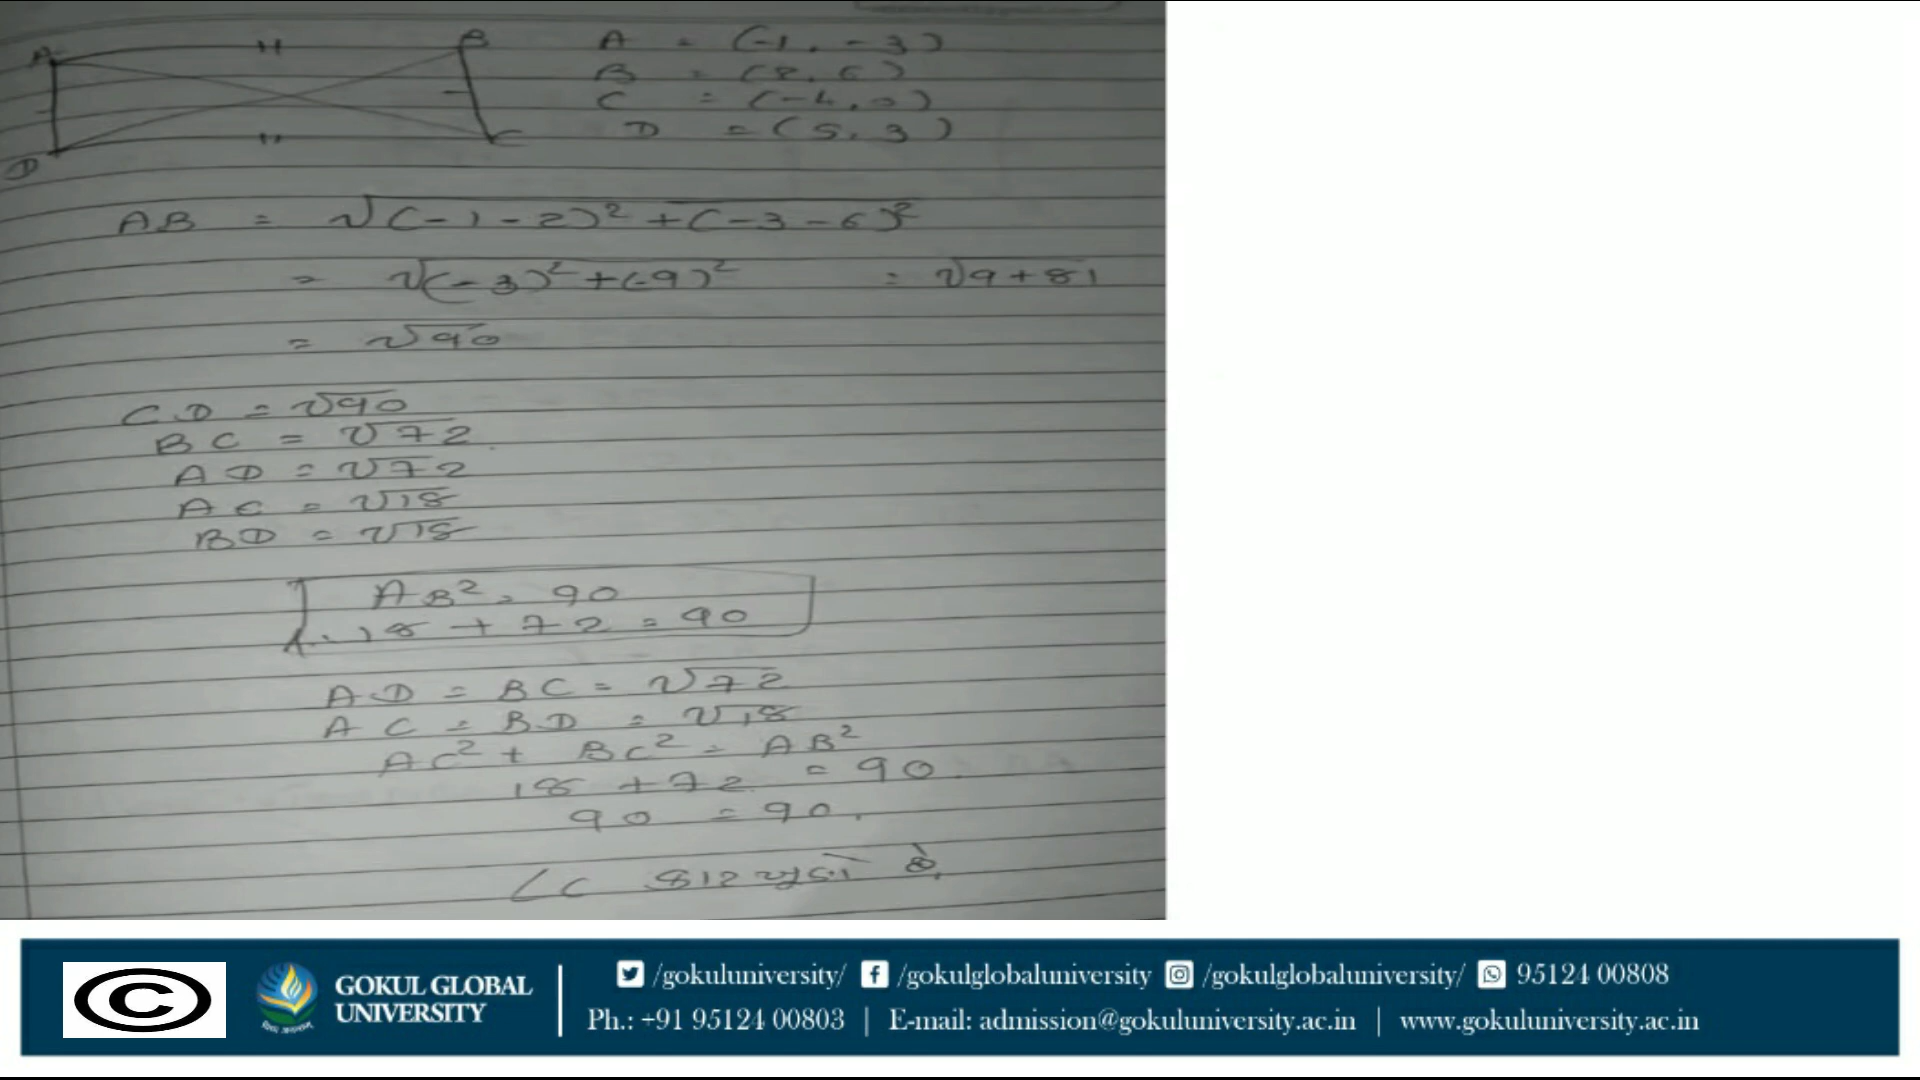 A B
D C
A = (-1, -3)
B = (2, 6)
C = (-4, 0)
D = (5, 3)
AB = √(-1-2)² + (-3-6)²
= √(-3)² + (-9)² = √9+81
= √90
CD = √90
BC = √72
AD = √72
AC = √18
BD = √18
AB² = 90
18 + 72 = 90
AD = BC = √72
AC = BD = √18
AC² + BC² = AB²
18 + 72 = 90
90 = 90.
∠C કાટખૂણો છે.
C
GOKUL GLOBAL
UNIVERSITY
/gokuluniversity/ /gokulglobaluniversity /gokulglobaluniversity/ 95124 00808
Ph.: +91 95124 00803 | E-mail: admission@gokuluniversity.ac.in | www.gokuluniversity.ac.in